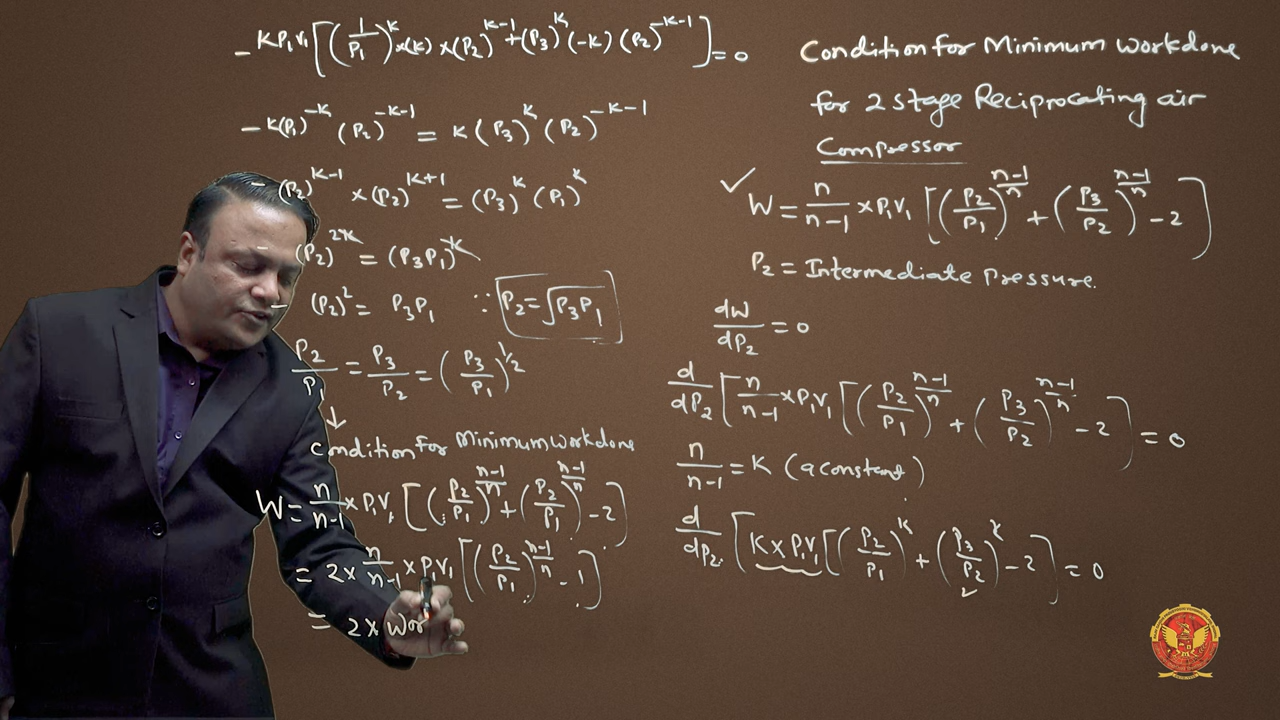 Condition for Minimum workdone
for 2 stage Reciprocating air
Compressor
✓ W = n/(n-1) × P₁V₁ [(P₂/P₁)^((n-1)/n) + (P₃/P₂)^((n-1)/n) - 2]
P₂ = Intermediate Pressure.
dW/dP₂ = 0
d/dP₂ [n/(n-1) × P₁V₁ [(P₂/P₁)^((n-1)/n) + (P₃/P₂)^((n-1)/n) - 2] = 0
n/(n-1) = K (a constant)
d/dP₂ [K × P₁V₁ [(P₂/P₁)^K + (P₃/P₂)^K - 2] = 0
- KP₁V₁ [(1/P₁)^K × (K) × (P₂)^(K-1) + (P₃)^K (-K) (P₂)^(-K-1)] = 0
- K(P₁)^(-K) (P₂)^(-K-1) = K (P₃)^K (P₂)^(-K-1)
- (P₂)^(K-1) × (P₂)^(K+1) = (P₃)^K (P₁)^K
- (P₂)^(2K) = (P₃P₁)^K
- (P₂)² = P₃P₁ ∵ P₂ = √P₃P₁
P₂/P₁ = P₃/P₂ = (P₃/P₁)^(1/2)
↓
Condition for Minimum workdone
W = n/(n-1) × P₁V₁ [(P₂/P₁)^((n-1)/n) + (P₂/P₁)^((n-1)/n) - 2]
= 2 × n/(n-1) × P₁V₁ [(P₂/P₁)^((n-1)/n) - 1]
= 2 × Wor